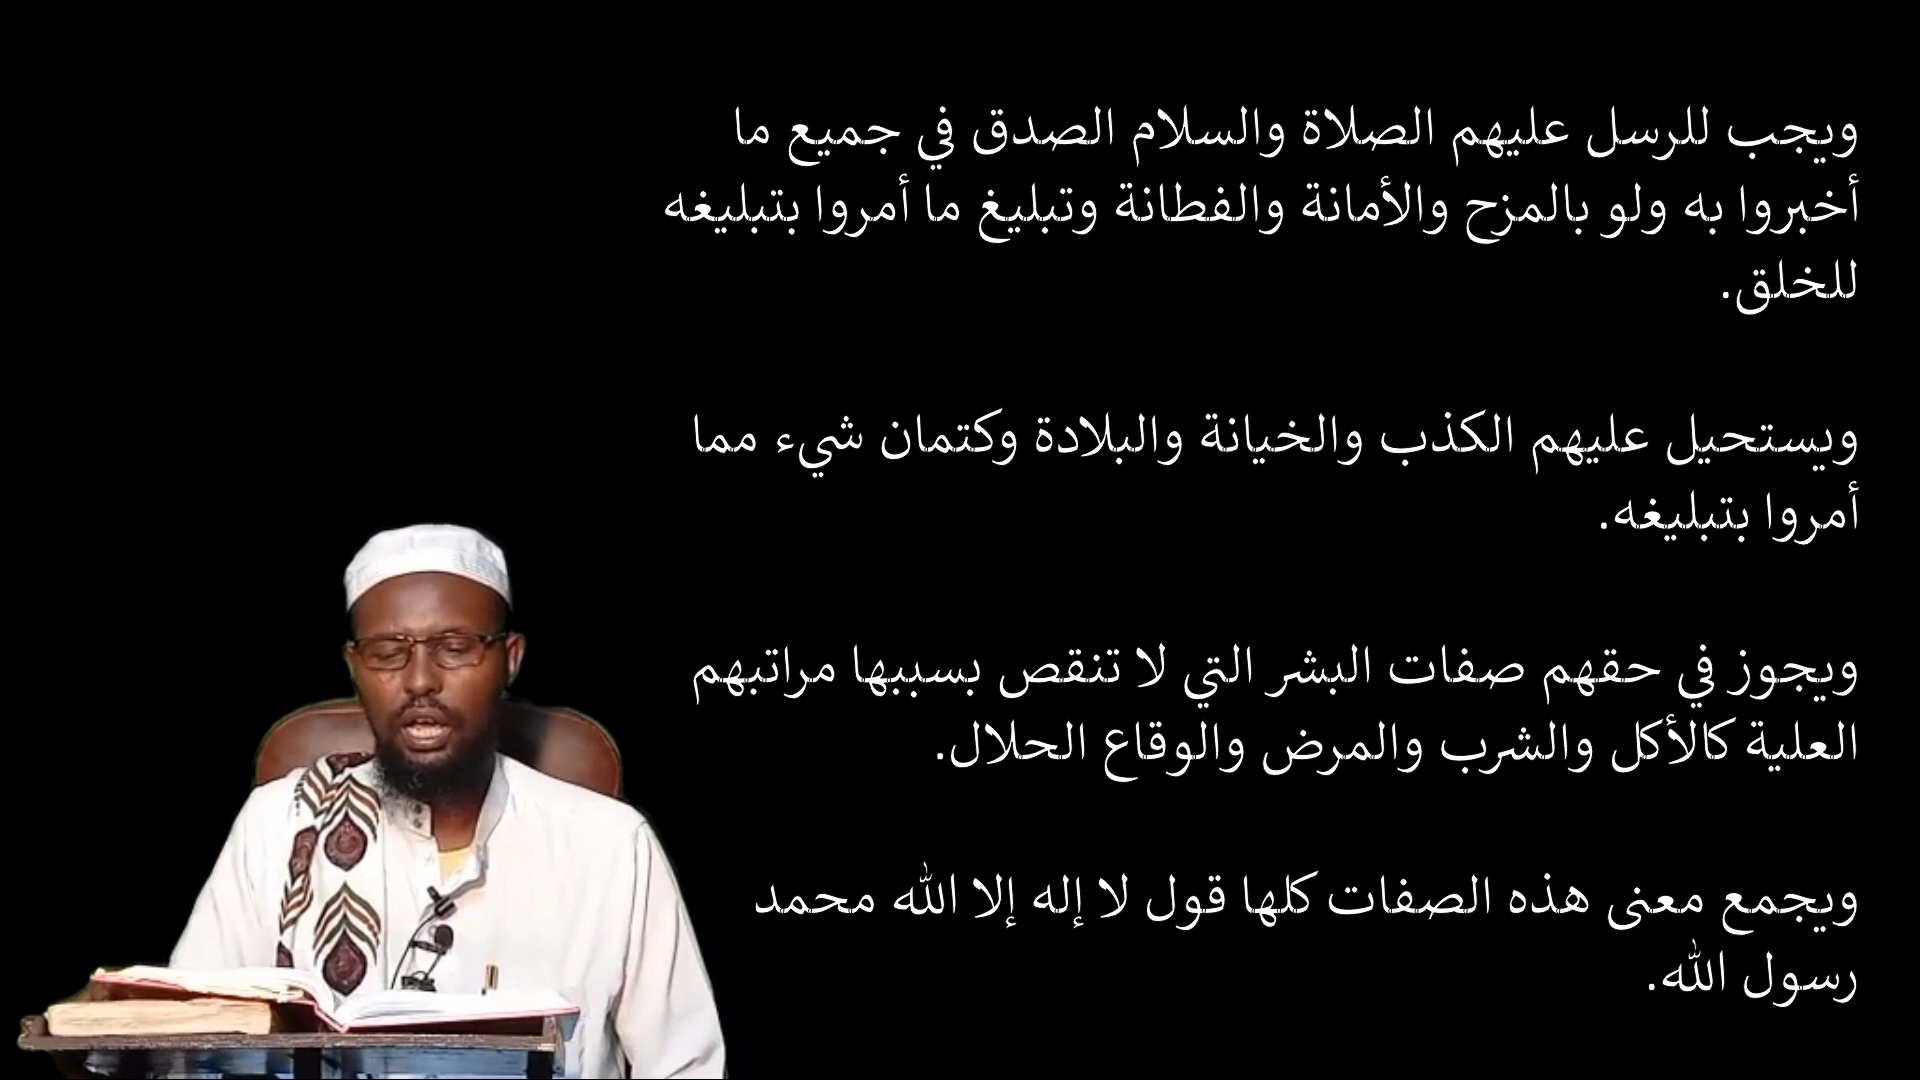 ويجب للرسل عليهم الصلاة والسلام الصدق في جميع ما
أخبروا به ولو بالمزح والأمانة والفطانة وتبليغ ما أمروا بتبليغه
للخلق.
ويستحيل عليهم الكذب والخيانة والبلادة وكتمان شيء مما
أمروا بتبليغه.
ويجوز في حقهم صفات البشر التي لا تنقص بسببها مراتبهم
العلية كالأكل والشرب والمرض والوقاع الحلال.
ويجمع معنى هذه الصفات كلها قول لا إله إلا الله محمد
رسول الله.